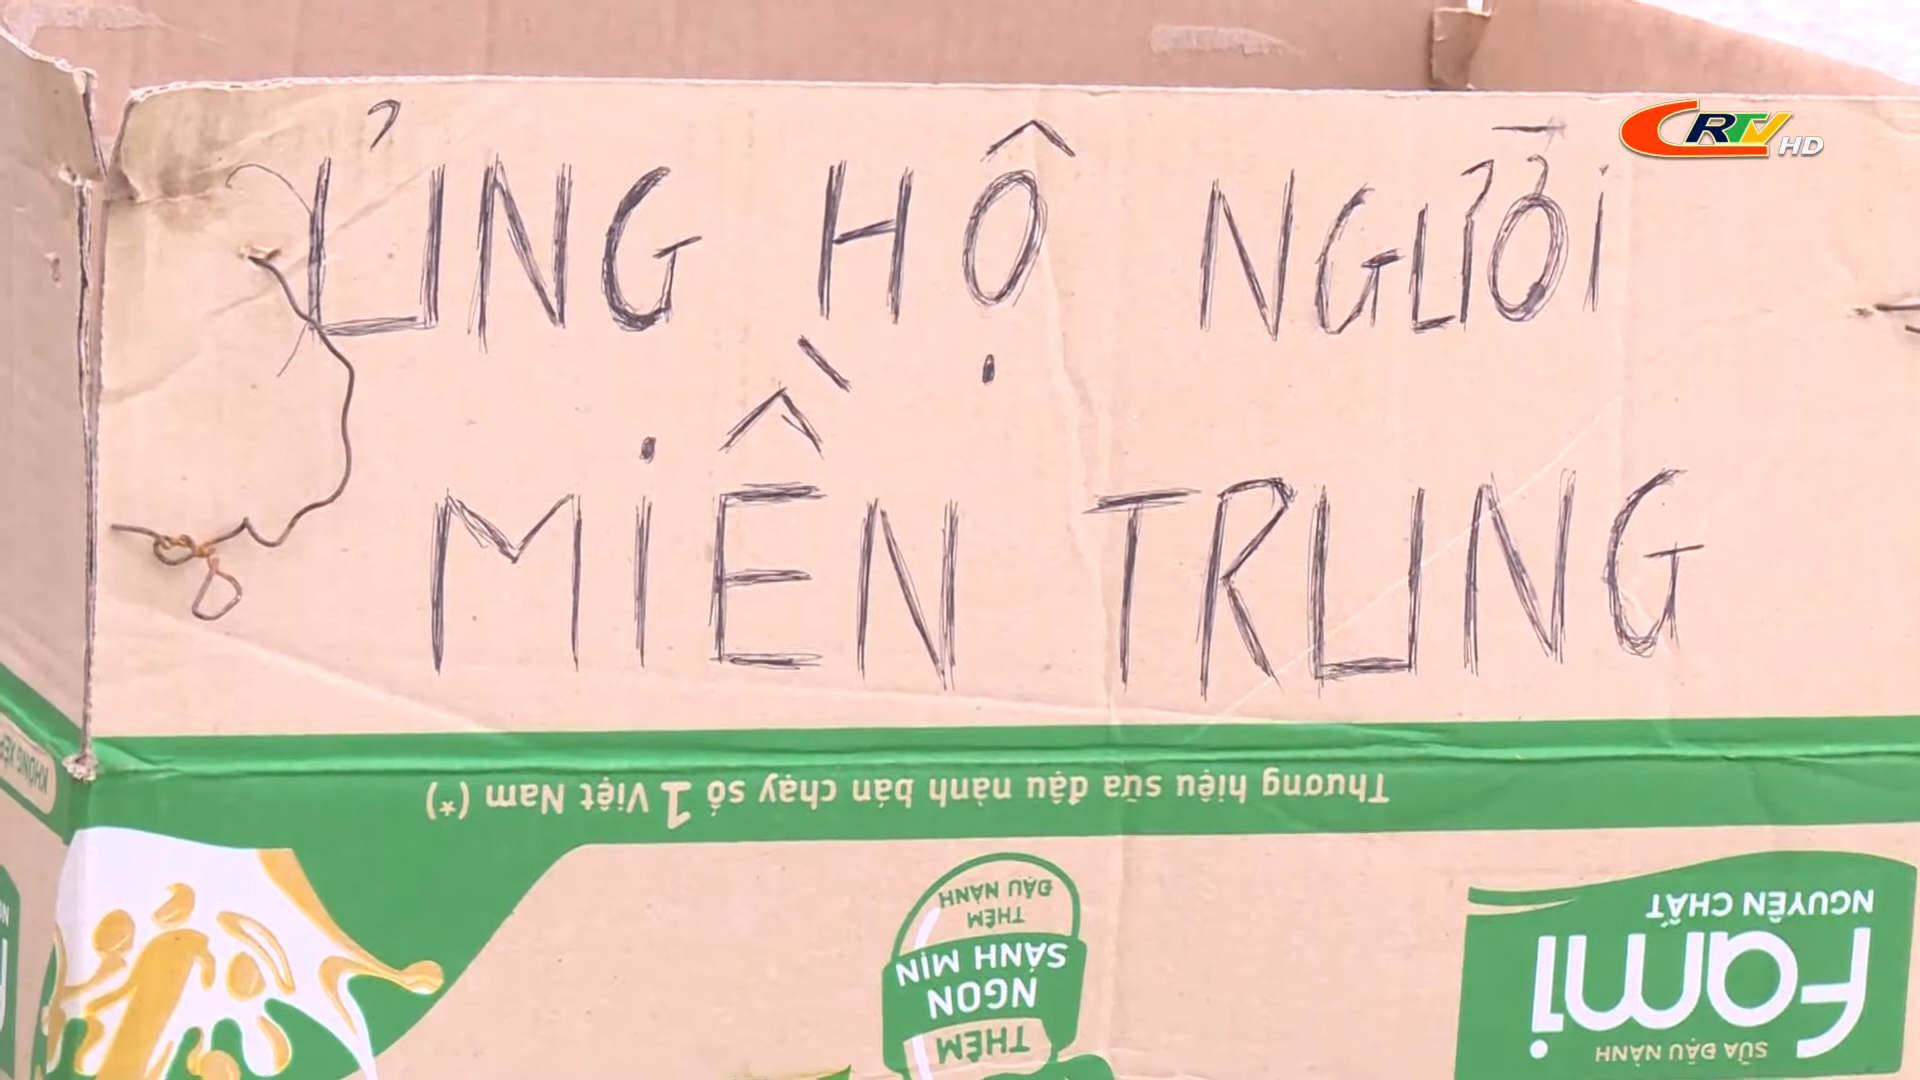 ỦNG HỘ NGƯỜI
MIỀN TRUNG
CRTV HD
Thương hiệu sữa đậu nành bán chạy số 1 Việt Nam (*)
THÊM
NGON
SÁNH MỊN
THÊM
ĐẬU NÀNH
SỮA ĐẬU NÀNH
Fami
NGUYÊN CHẤT